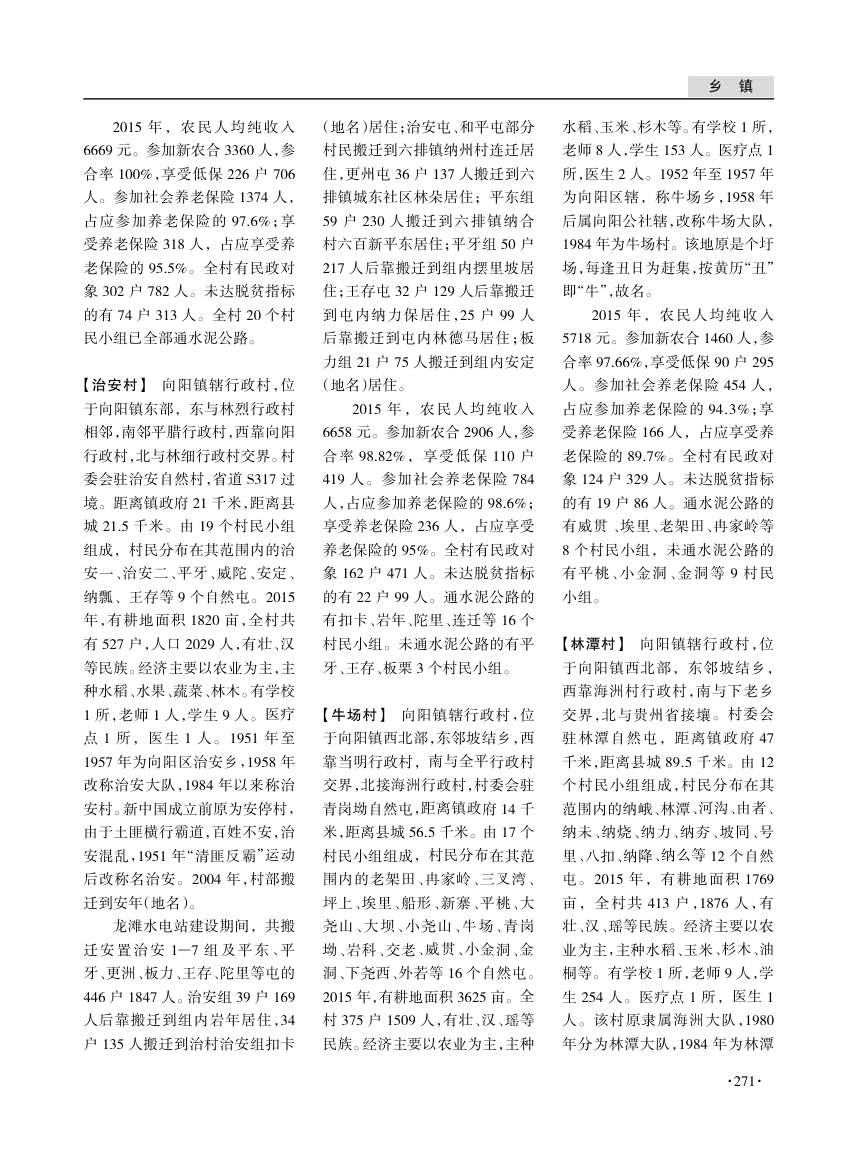 乡 镇
2015 年，农民人均纯收入
6669 元。参加新农合 3360 人,参
合率 100%,享受低保 226 户 706
人。参加社会养老保险 1374 人，
占应参加养老保险的 97.6%;享
受养老保险 318 人，占应享受养
老保险的 95.5%。全村有民政对
象 302 户 782 人。未达脱贫指标
的有 74 户 313 人。全村 20 个村
民小组已全部通水泥公路。
【治安村】 向阳镇辖行政村,位
于向阳镇东部，东与林烈行政村
相邻,南邻平腊行政村,西靠向阳
行政村,北与林细行政村交界。村
委会驻治安自然村,省道 S317 过
境。距离镇政府 21 千米,距离县
城 21.5 千米。由 19 个村民小组
组成，村民分布在其范围内的治
安一、治安二、平牙、威陀、安定、
纳瓢、王存等 9 个自然屯。2015
年,有耕地面积 1820 亩,全村共
有 527 户,人口 2029 人,有壮、汉
等民族。经济主要以农业为主,主
种水稻、水果、蔬菜、林木。有学校
1 所,老师 1 人,学生 9 人。医疗
点 1 所，医生 1 人。1951 年至
1957 年为向阳区治安乡,1958 年
改称治安大队,1984 年以来称治
安村。新中国成立前原为安停村，
由于土匪横行霸道,百姓不安,治
安混乱,1951 年“清匪反霸”运动
后改称名治安。2004 年,村部搬
迁到安年(地名)。
龙滩水电站建设期间，共搬
迁安置治安 1—7 组及平东、平
牙、更洲、板力、王存、陀里等屯的
446 户 1847 人。治安组 39 户 169
人后靠搬迁到组内岩年居住,34
户 135 人搬迁到治村治安组扣卡
(地名)居住;治安屯、和平屯部分
村民搬迁到六排镇纳州村连迁居
住,更州屯 36 户 137 人搬迁到六
排镇城东社区林朵居住；平东组
59 户 230 人搬迁到六排镇纳合
村六百新平东居住;平牙组 50 户
217 人后靠搬迁到组内摆里坡居
住;王存屯 32 户 129 人后靠搬迁
到屯内纳力保居住,25 户 99 人
后靠搬迁到屯内林德马居住;板
力组 21 户 75 人搬迁到组内安定
(地名)居住。
2015 年，农民人均纯收入
6658 元。参加新农合 2906 人,参
合率 98.82%，享受低保 110 户
419 人。参加社会养老保险 784
人,占应参加养老保险的 98.6%;
享受养老保险 236 人，占应享受
养老保险的 95%。全村有民政对
象 162 户 471 人。未达脱贫指标
的有 22 户 99 人。通水泥公路的
有扣卡、岩年、陀里、连迁等 16 个
村民小组。未通水泥公路的有平
牙、王存、板栗 3 个村民小组。
【牛场村】 向阳镇辖行政村,位
于向阳镇西北部,东邻坡结乡,西
靠当明行政村，南与全平行政村
交界,北接海洲行政村,村委会驻
青岗坳自然屯,距离镇政府 14 千
米,距离县城 56.5 千米。由 17 个
村民小组组成，村民分布在其范
围内的老架田、冉家岭、三叉湾、
坪上、埃里、船形、新寨、平桃、大
尧山、大坝、小尧山、牛场、青岗
坳、岩科、交老、威贯、小金洞、金
洞、下尧西、外若等 16 个自然屯。
2015 年,有耕地面积 3625 亩。全
村 375 户 1509 人,有壮、汉、瑶等
民族。经济主要以农业为主,主种
水稻、玉米、杉木等。有学校 1 所，
老师 8 人,学生 153 人。医疗点 1
所,医生 2 人。1952 年至 1957 年
为向阳区辖，称牛场乡,1958 年
后属向阳公社辖,改称牛场大队，
1984 年为牛场村。该地原是个圩
场,每逢丑日为赶集,按黄历“丑”
即“牛”,故名。
2015 年，农民人均纯收入
5718 元。参加新农合 1460 人,参
合率 97.66%,享受低保 90 户 295
人。参加社会养老保险 454 人，
占应参加养老保险的 94.3%;享
受养老保险 166 人，占应享受养
老保险的 89.7%。全村有民政对
象 124 户 329 人。未达脱贫指标
的有 19 户 86 人。通水泥公路的
有威贯 、埃里、老架田、冉家岭等
8 个村民小组，未通水泥公路的
有平桃、小金洞、金洞等 9 村民
小组。
【林潭村】 向阳镇辖行政村,位
于向阳镇西北部，东邻坡结乡，
西靠海洲村行政村,南与下老乡
交界,北与贵州省接壤。村委会
驻林潭自然屯，距离镇政府 47
千米,距离县城 89.5 千米。由 12
个村民小组组成,村民分布在其
范围内的纳峨、林潭、河沟、由者、
纳未、纳烧、纳力、纳夯、坡同、号
里、八扣、纳降、纳么等 12 个自然
屯。2015 年，有耕地面积 1769
亩，全村共 413 户,1876 人,有
壮、汉、瑶等民族。经济主要以农
业为主,主种水稻、玉米、杉木、油
桐等。有学校 1 所,老师 9 人,学
生 254 人。医疗点 1 所，医生 1
人。该村原隶属海洲大队,1980
年分为林潭大队,1984 年为林潭
·271·